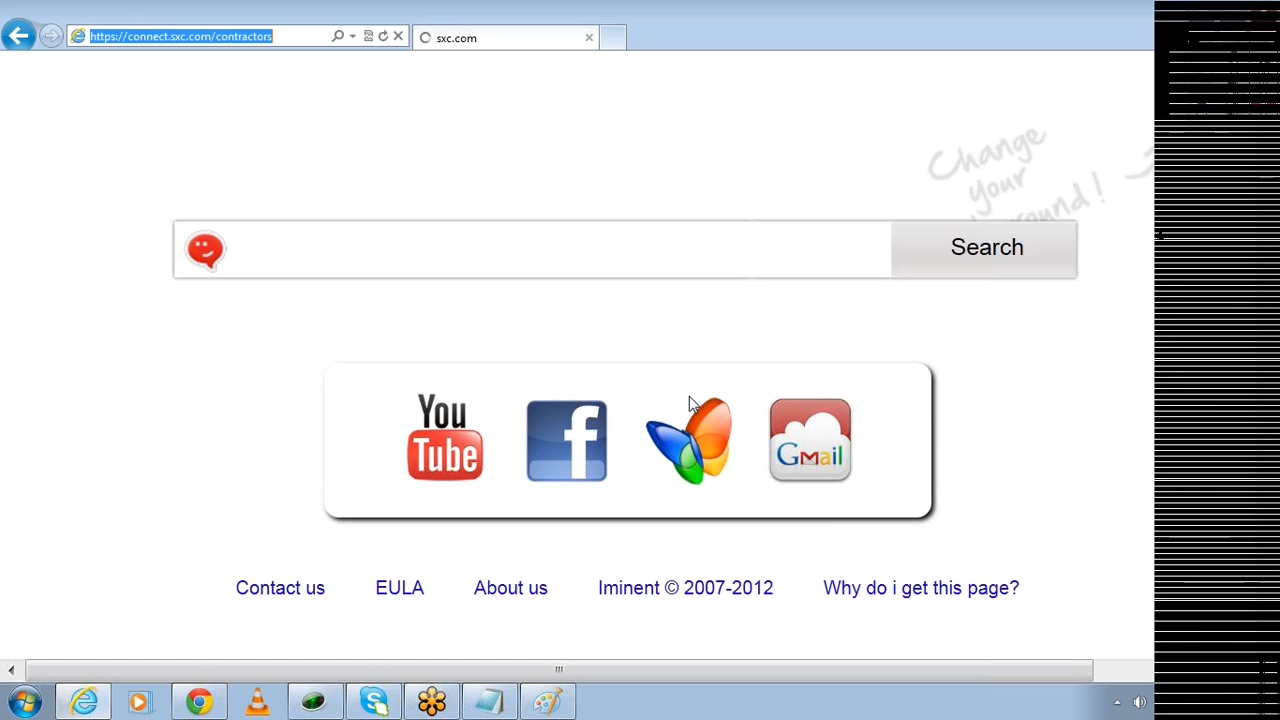 https://connect.sxc.com/contractors
sxc.com
Change
your
Search
You
Tube
f
Gmail
Contact us
EULA
About us
Iminent © 2007-2012
Why do i get this page?